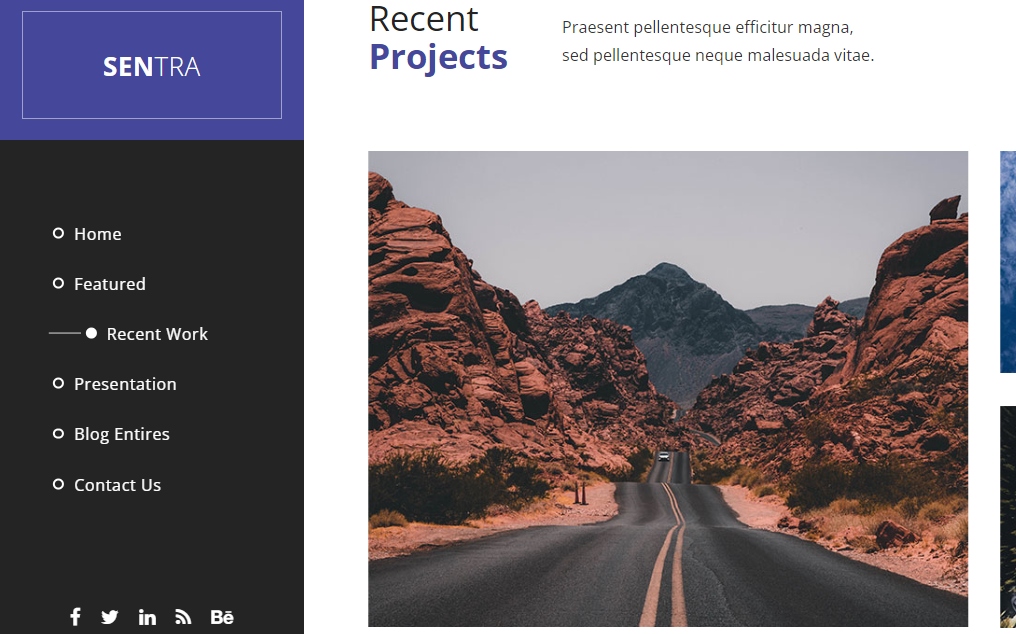 SENTRA
Home
Featured
Recent Work
Presentation
Blog Entires
Contact Us
Bē
Recent
Projects
Praesent pellentesque efficitur magna,
sed pellentesque neque malesuada vitae.